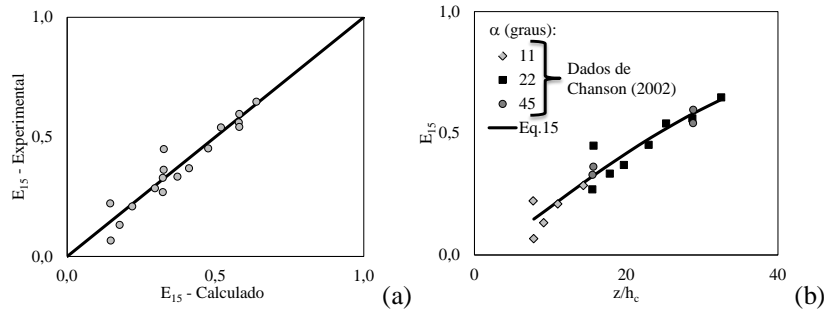 1,0
0,5
0,0
0,0
0,5
1,0
E15 - Experimental
E15 - Calculado
(a)
1,0
0,5
0,0
0
20
40
E15
z/hc
α (graus):
11
22
45
Dados de
Chanson (2002)
Eq.15
(b)